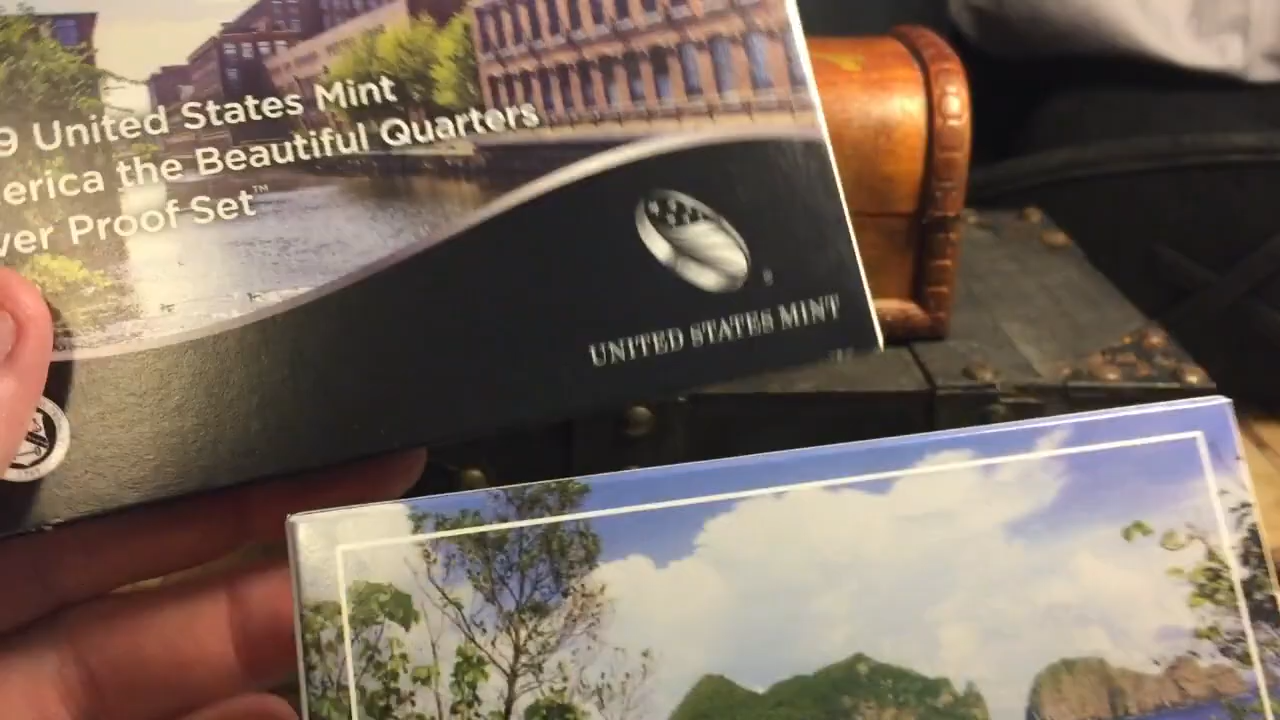 9 United States Mint
erica the Beautiful Quarters
ver Proof Set™
UNITED STATES MINT